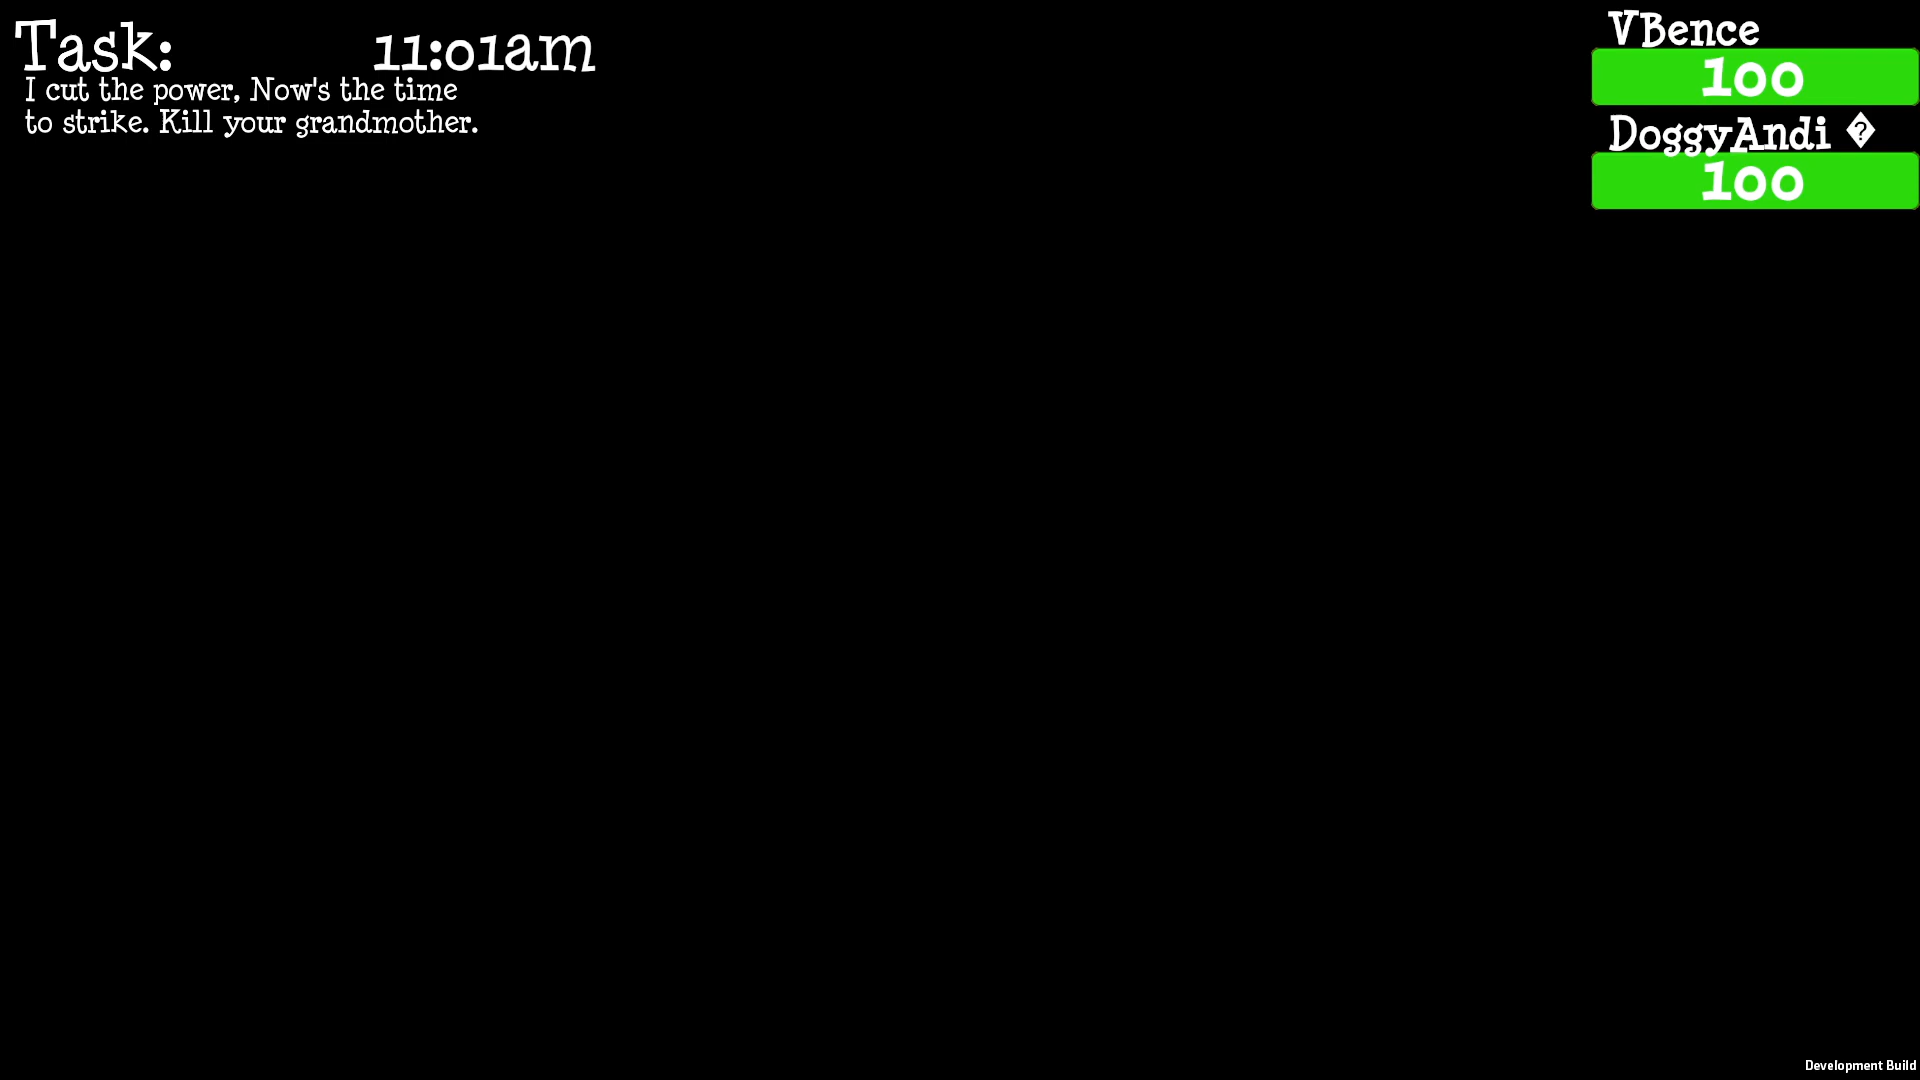 Task:
11:01am
I cut the power, Now's the time
to strike. Kill your grandmother.
VBence
100
DoggyAndi �
100
Development Build